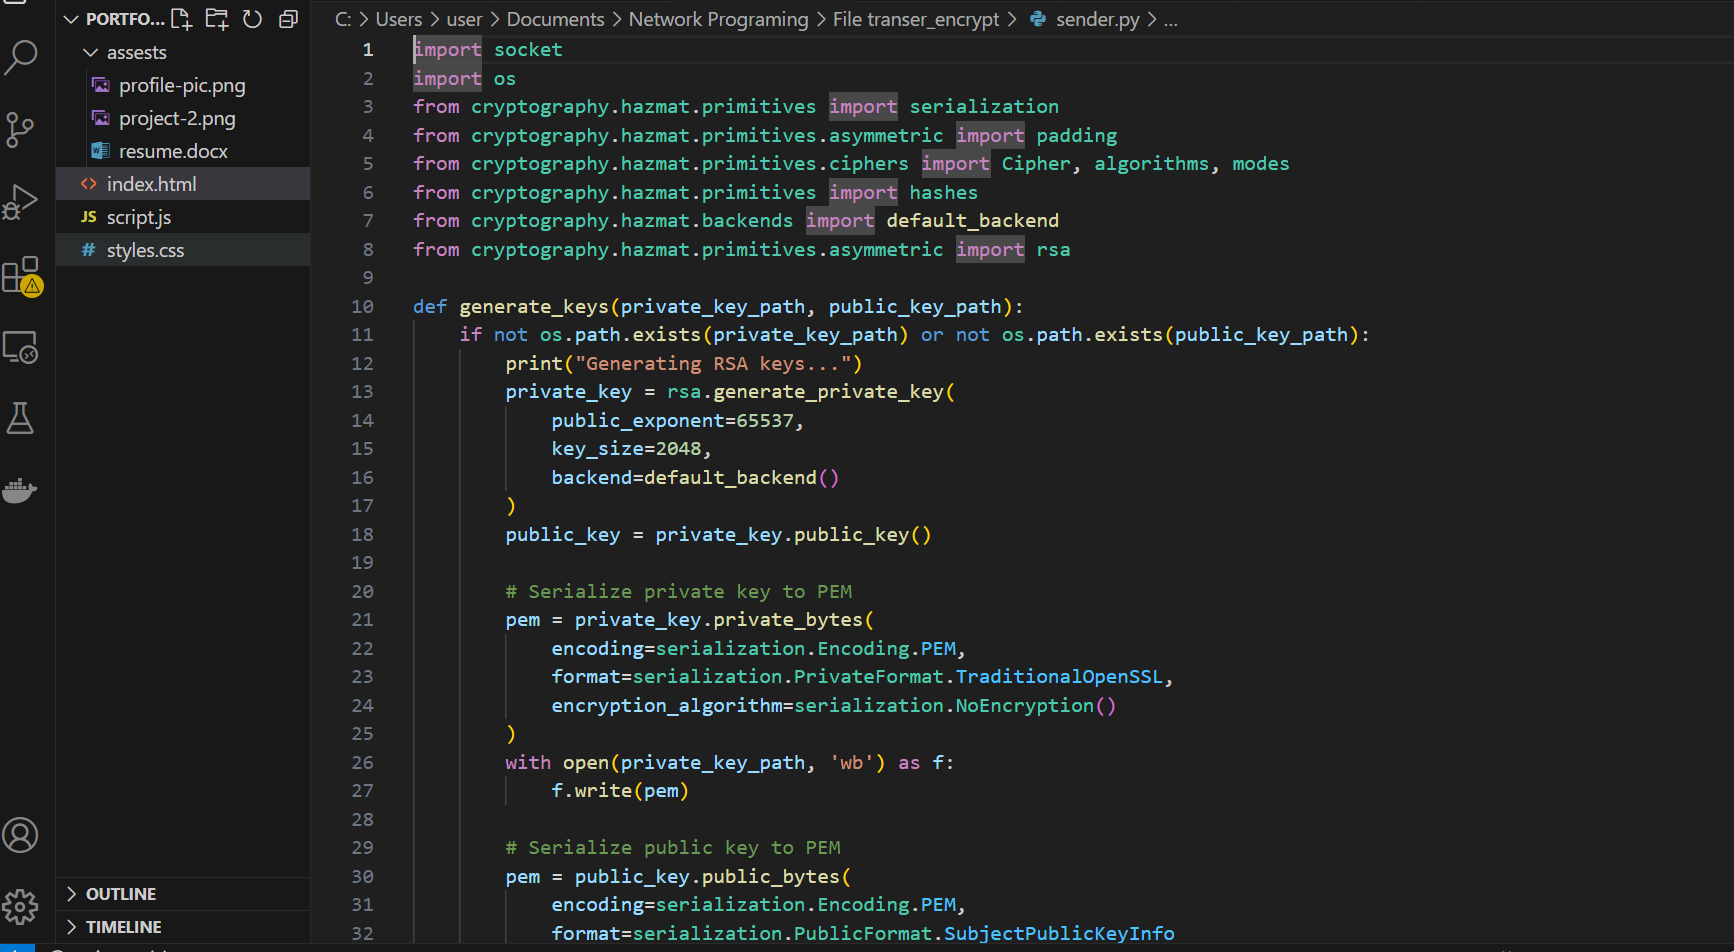 PORTFO...
assests
profile-pic.png
project-2.png
resume.docx
index.html
JS script.js
# styles.css
OUTLINE
TIMELINE
C: > Users > user > Documents > Network Programing > File transer_encrypt > sender.py > ...
1 import socket
2 import os
3 from cryptography.hazmat.primitives import serialization
4 from cryptography.hazmat.primitives.asymmetric import padding
5 from cryptography.hazmat.primitives.ciphers import Cipher, algorithms, modes
6 from cryptography.hazmat.primitives import hashes
7 from cryptography.hazmat.backends import default_backend
8 from cryptography.hazmat.primitives.asymmetric import rsa
9
10 def generate_keys(private_key_path, public_key_path):
11     if not os.path.exists(private_key_path) or not os.path.exists(public_key_path):
12         print("Generating RSA keys...")
13         private_key = rsa.generate_private_key(
14             public_exponent=65537,
15             key_size=2048,
16             backend=default_backend()
17         )
18         public_key = private_key.public_key()
19
20         # Serialize private key to PEM
21         pem = private_key.private_bytes(
22             encoding=serialization.Encoding.PEM,
23             format=serialization.PrivateFormat.TraditionalOpenSSL,
24             encryption_algorithm=serialization.NoEncryption()
25         )
26         with open(private_key_path, 'wb') as f:
27             f.write(pem)
28
29         # Serialize public key to PEM
30         pem = public_key.public_bytes(
31             encoding=serialization.Encoding.PEM,
32             format=serialization.PublicFormat.SubjectPublicKeyInfo